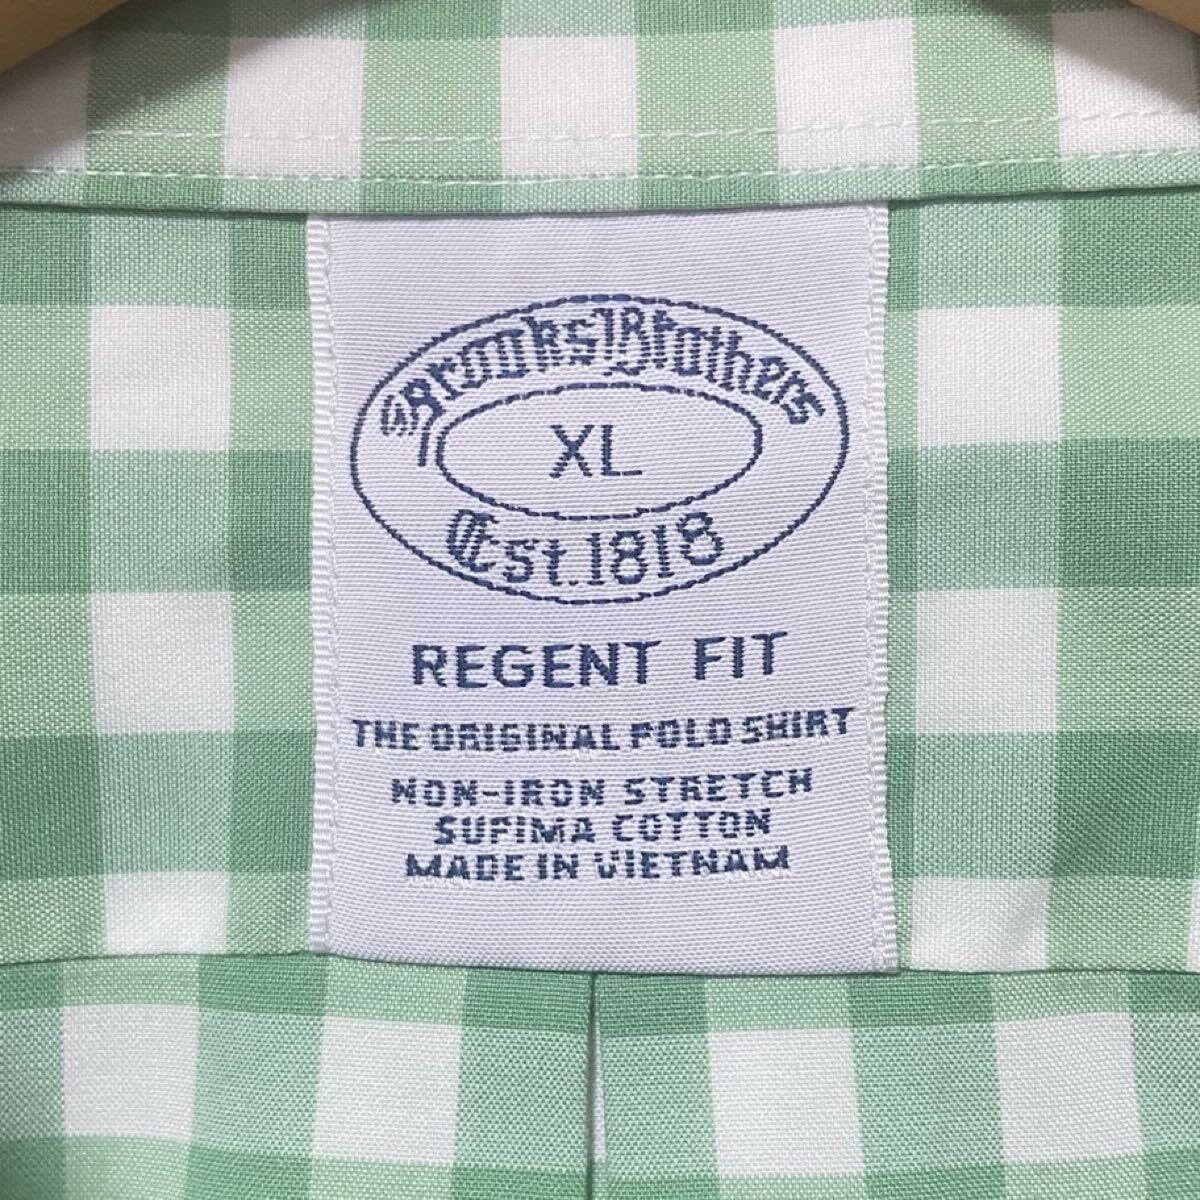 Brooks Brothers
XL
Est. 1818
REGENT FIT
THE ORIGINAL POLO SHIRT
NON-IRON STRETCH
SUPIMA COTTON
MADE IN VIETNAM